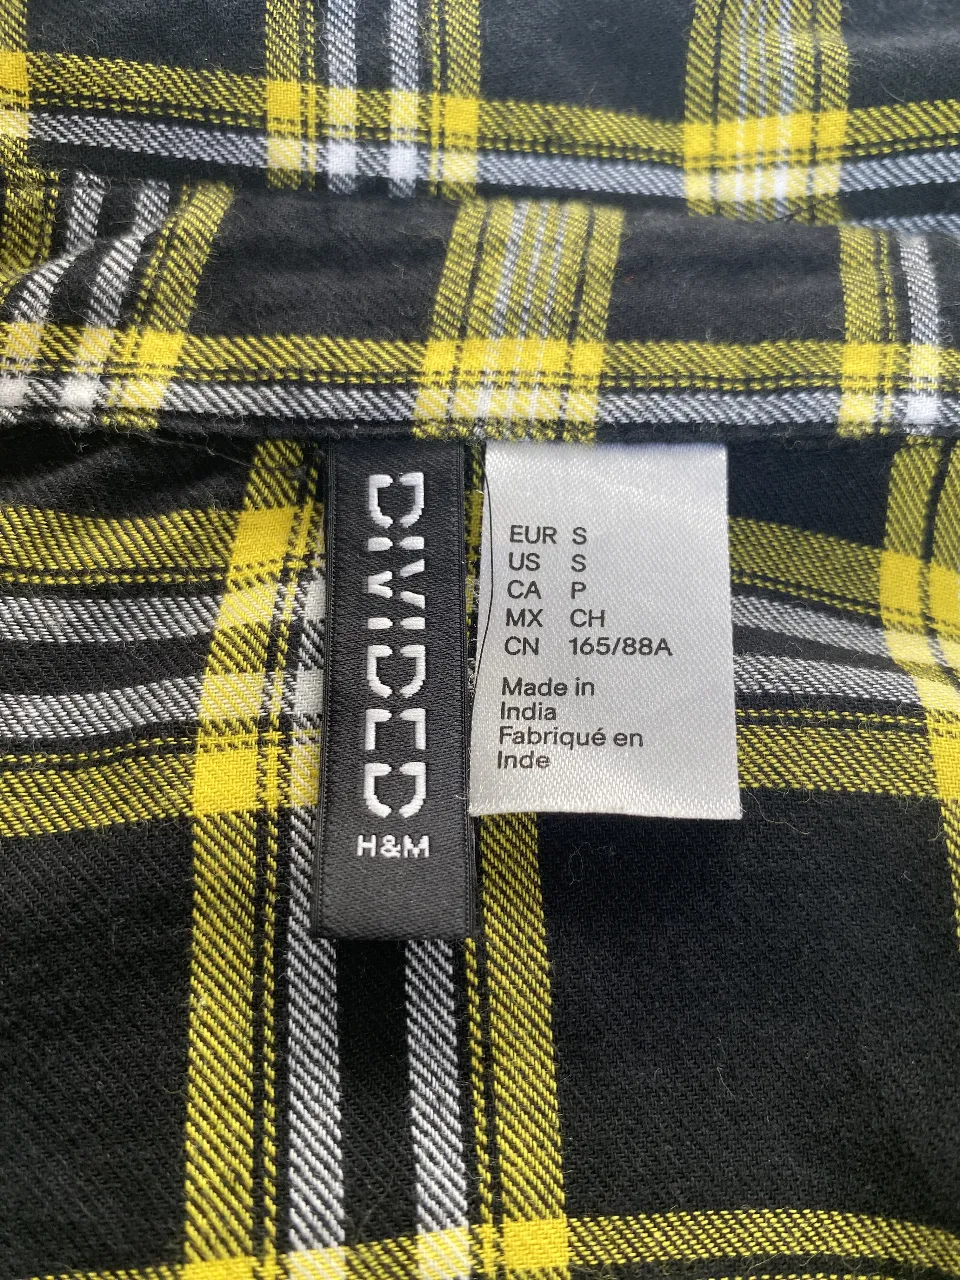 DIVIDED
H&M
EUR S
US S
CA P
MX CH
CN 165/88A
Made in
India
Fabriqué en
Inde